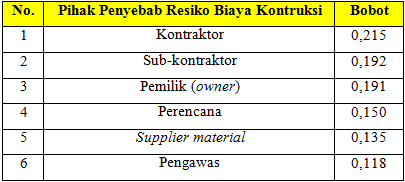 No. Pihak Penyebab Resiko Biaya Kontruksi Bobot
1 Kontraktor 0,215
2 Sub-kontraktor 0,192
3 Pemilik (owner) 0,191
4 Perencana 0,150
5 Supplier material 0,135
6 Pengawas 0,118